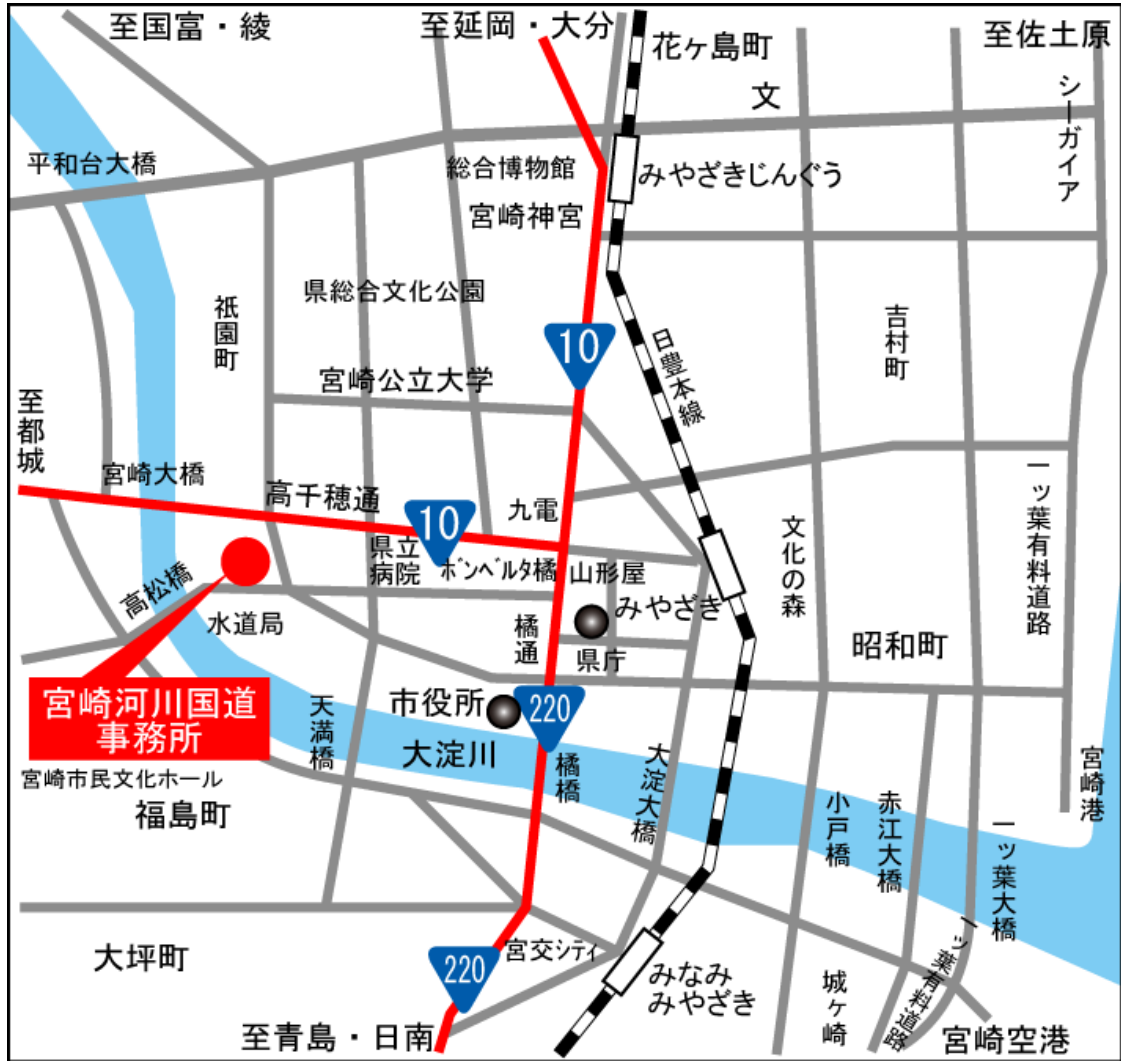 至国富・綾
至延岡・大分
花ヶ島町
至佐土原
文
シーガイア
平和台大橋
総合博物館
みやざきじんぐう
宮崎神宮
県総合文化公園
祇園町
10
日豊本線
吉村町
宮崎公立大学
至都城
宮崎大橋
高千穂通
10
九電
一ッ葉有料道路
文化の森
県立
病院
ボンベルタ橘
山形屋
高松橋
水道局
みやざき
橘通
県庁
昭和町
宮崎河川国道
事務所
天満橋
市役所
220
大淀川
橘橋
大淀大橋
宮崎港
宮崎市民文化ホール
福島町
小戸橋
赤江大橋
一ッ葉大橋
大坪町
220
宮交シティ
みなみ
みやざき
城ヶ崎
一ッ葉有料道路
至青島・日南
宮崎空港